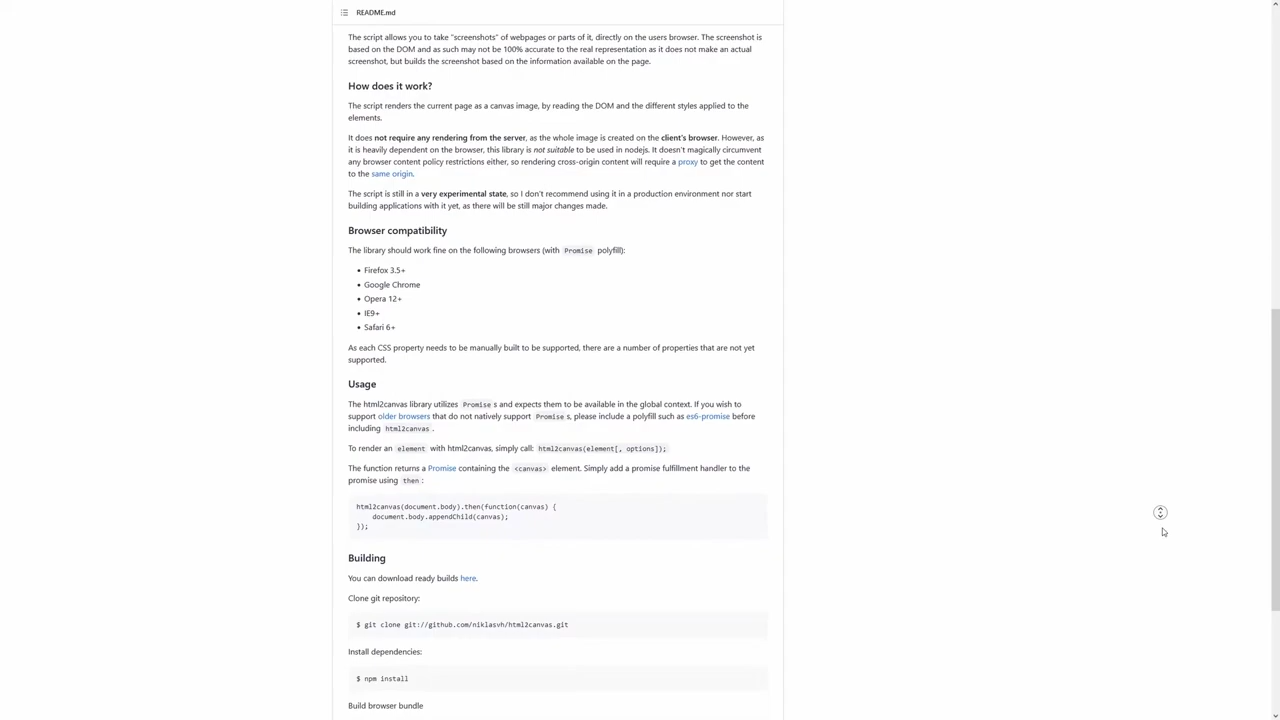 README.md
The script allows you to take "screenshots" of webpages or parts of it, directly on the users browser. The screenshot is
based on the DOM and as such may not be 100% accurate to the real representation as it does not make an actual
screenshot, but builds the screenshot based on the information available on the page.
How does it work?
The script renders the current page as a canvas image, by reading the DOM and the different styles applied to the
elements.
It does not require any rendering from the server, as the whole image is created on the client's browser. However, as
it is heavily dependent on the browser, this library is not suitable to be used in nodejs. It doesn't magically circumvent
any browser content policy restrictions either, so rendering cross-origin content will require a proxy to get the content
to the same origin.
The script is still in a very experimental state, so I don't recommend using it in a production environment nor start
building applications with it yet, as there will be still major changes made.
Browser compatibility
The library should work fine on the following browsers (with Promise polyfill):
• Firefox 3.5+
• Google Chrome
• Opera 12+
• IE9+
• Safari 6+
As each CSS property needs to be manually built to be supported, there are a number of properties that are not yet
supported.
Usage
The html2canvas library utilizes Promise s and expects them to be available in the global context. If you wish to
support older browsers that do not natively support Promise s, please include a polyfill such as es6-promise before
including html2canvas .
To render an element with html2canvas, simply call: html2canvas(element[, options]);
The function returns a Promise containing the <canvas> element. Simply add a promise fulfillment handler to the
promise using then :
html2canvas(document.body).then(function(canvas) {
    document.body.appendChild(canvas);
});
Building
You can download ready builds here.
Clone git repository:
$ git clone git://github.com/niklasvh/html2canvas.git
Install dependencies:
$ npm install
Build browser bundle